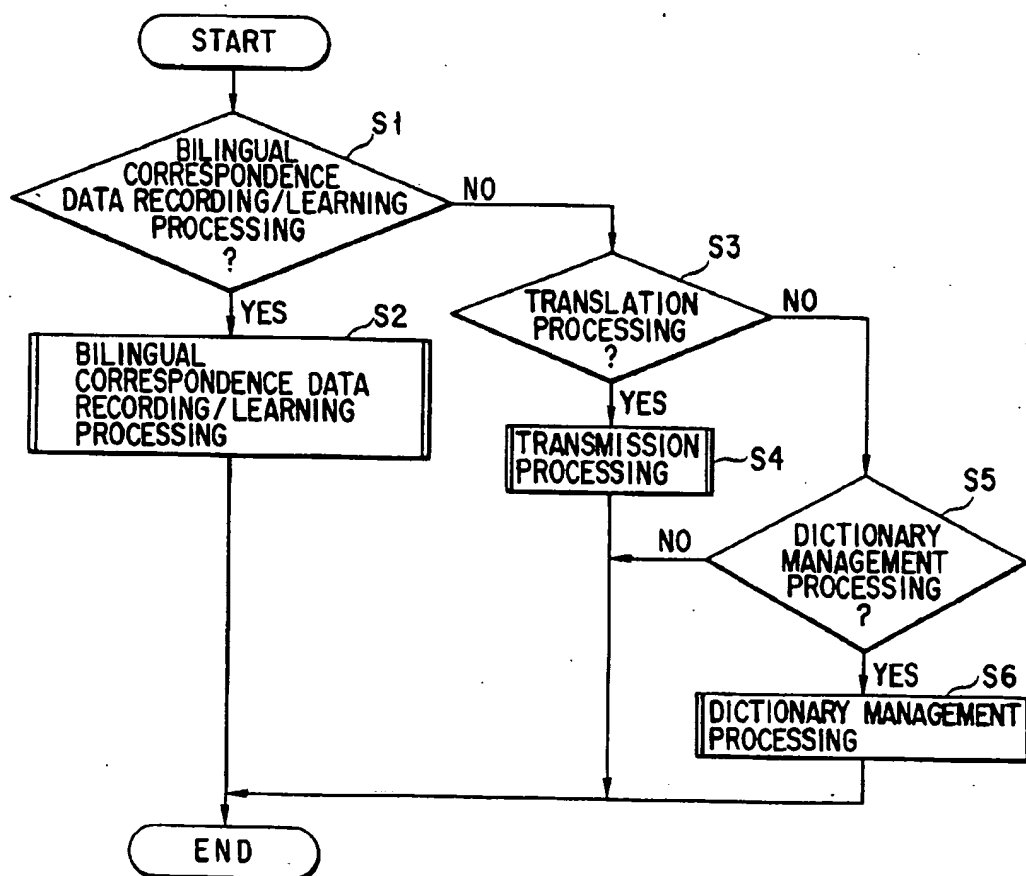 START
S1
BILINGUAL
CORRESPONDENCE
DATA RECORDING/LEARNING
PROCESSING
?
NO
YES
S2
BILINGUAL
CORRESPONDENCE DATA
RECORDING/LEARNING
PROCESSING
S3
TRANSLATION
PROCESSING
?
NO
YES
TRANSMISSION
PROCESSING
S4
S5
DICTIONARY
MANAGEMENT
PROCESSING
?
NO
YES
S6
DICTIONARY MANAGEMENT
PROCESSING
END